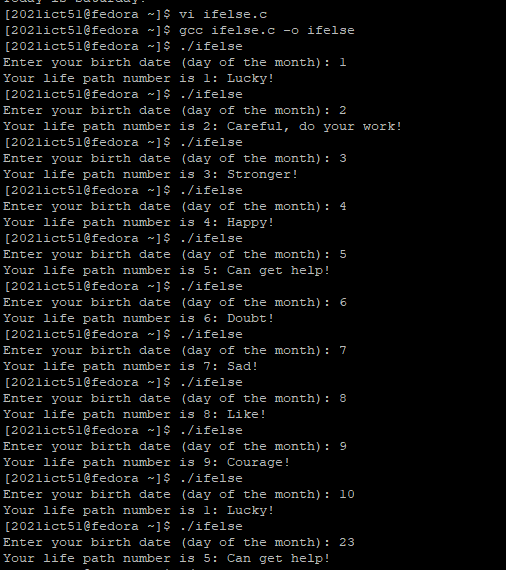 [2021ict51@fedora ~]$ vi ifelse.c
[2021ict51@fedora ~]$ gcc ifelse.c -o ifelse
[2021ict51@fedora ~]$ ./ifelse
Enter your birth date (day of the month): 1
Your life path number is 1: Lucky!
[2021ict51@fedora ~]$ ./ifelse
Enter your birth date (day of the month): 2
Your life path number is 2: Careful, do your work!
[2021ict51@fedora ~]$ ./ifelse
Enter your birth date (day of the month): 3
Your life path number is 3: Stronger!
[2021ict51@fedora ~]$ ./ifelse
Enter your birth date (day of the month): 4
Your life path number is 4: Happy!
[2021ict51@fedora ~]$ ./ifelse
Enter your birth date (day of the month): 5
Your life path number is 5: Can get help!
[2021ict51@fedora ~]$ ./ifelse
Enter your birth date (day of the month): 6
Your life path number is 6: Doubt!
[2021ict51@fedora ~]$ ./ifelse
Enter your birth date (day of the month): 7
Your life path number is 7: Sad!
[2021ict51@fedora ~]$ ./ifelse
Enter your birth date (day of the month): 8
Your life path number is 8: Like!
[2021ict51@fedora ~]$ ./ifelse
Enter your birth date (day of the month): 9
Your life path number is 9: Courage!
[2021ict51@fedora ~]$ ./ifelse
Enter your birth date (day of the month): 10
Your life path number is 1: Lucky!
[2021ict51@fedora ~]$ ./ifelse
Enter your birth date (day of the month): 23
Your life path number is 5: Can get help!